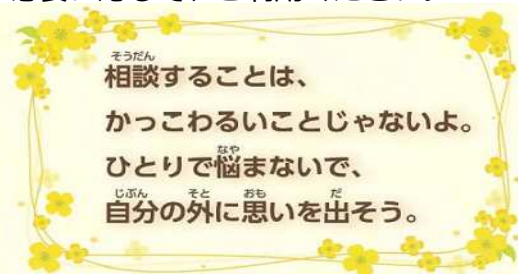 相談することは、
かっこわるいことじゃないよ。
ひとりで悩まないで、
自分の外に思いを出そう。